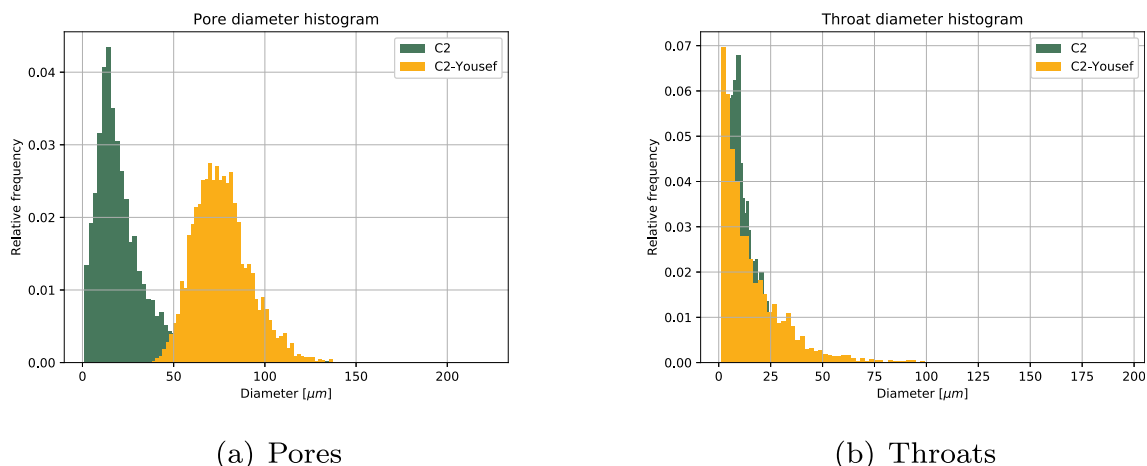 Pore diameter histogram
C2
C2-Yousef
0.04
0.03
0.02
0.01
0.00
Relative frequency
0 50 100 150 200
Diameter [μm]
(a) Pores
Throat diameter histogram
C2
C2-Yousef
0.07
0.06
0.05
0.04
0.03
0.02
0.01
0.00
Relative frequency
0 25 50 75 100 125 150 175 200
Diameter [μm]
(b) Throats